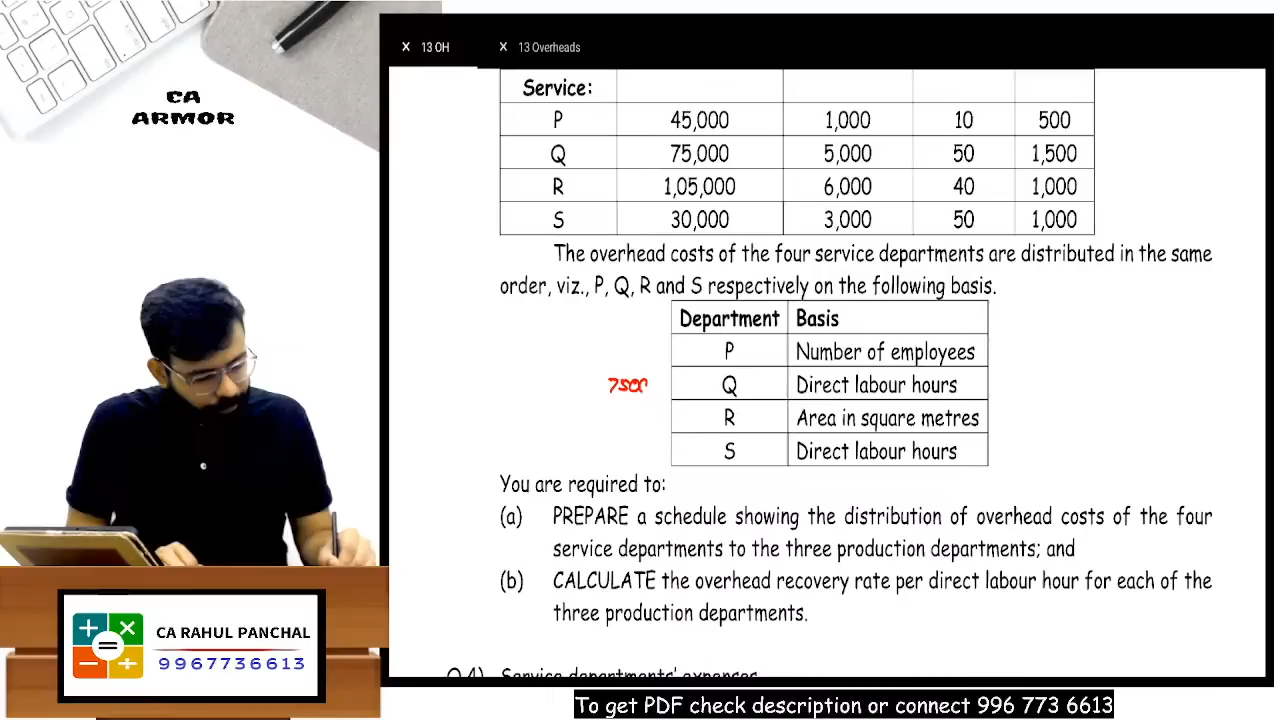 CA
ARMOR
13 OH
13 Overheads
Service:
P 45,000 1,000 10 500
Q 75,000 5,000 50 1,500
R 1,05,000 6,000 40 1,000
S 30,000 3,000 50 1,000
The overhead costs of the four service departments are distributed in the same
order, viz., P, Q, R and S respectively on the following basis.
Department Basis
P Number of employees
7500 Q Direct labour hours
R Area in square metres
S Direct labour hours
You are required to:
(a) PREPARE a schedule showing the distribution of overhead costs of the four
service departments to the three production departments; and
(b) CALCULATE the overhead recovery rate per direct labour hour for each of the
three production departments.
Q.4) Service departments' expenses
CA RAHUL PANCHAL
9967736613
To get PDF check description or connect 996 773 6613